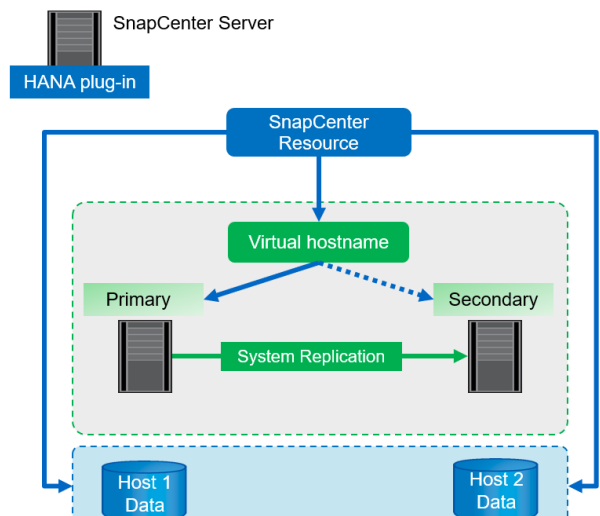 SnapCenter Server
HANA plug-in
SnapCenter
Resource
Virtual hostname
Primary
Secondary
System Replication
Host 1
Data
Host 2
Data